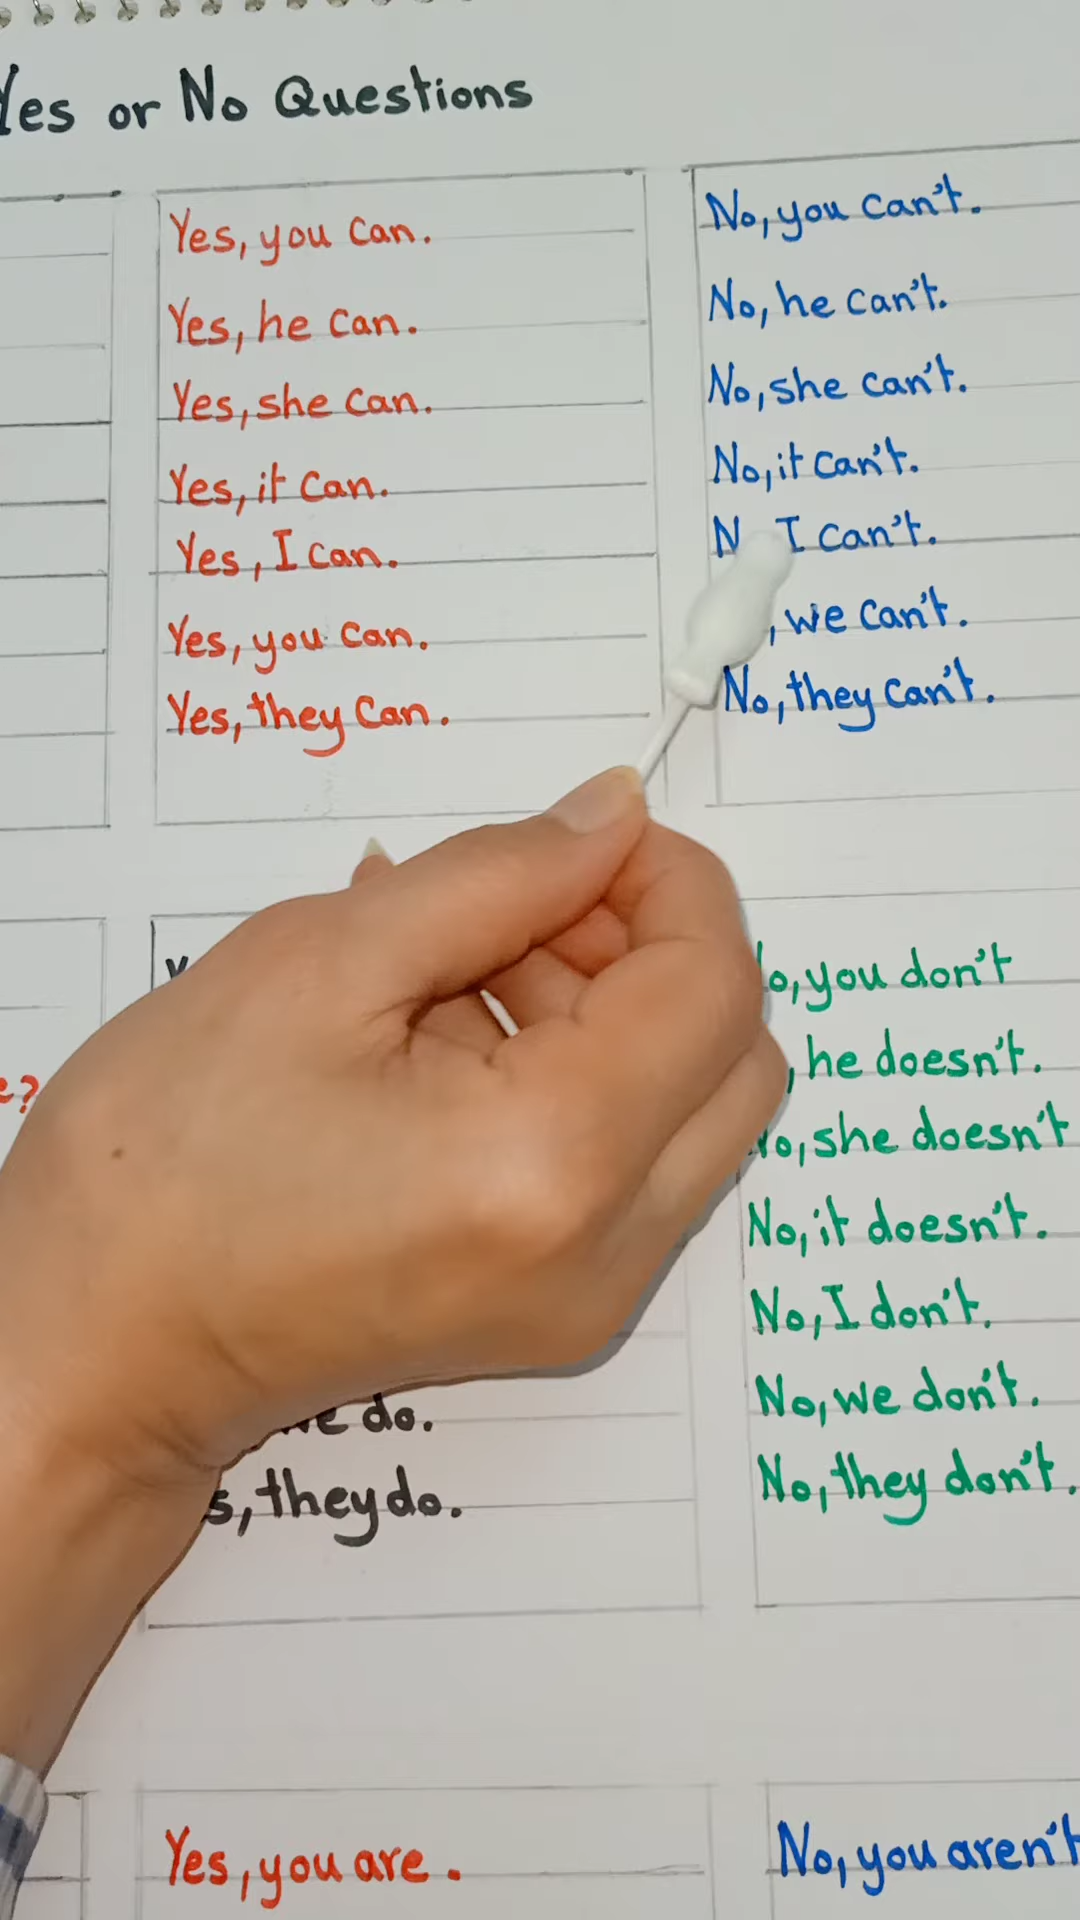 Yes or No Questions
Yes, you can.
Yes, he can.
Yes, she can.
Yes, it can.
Yes, I can.
Yes, you can.
Yes, they can.
No, you can't.
No, he can't.
No, she can't.
No, it can't.
I can't.
, we can't.
No, they can't.
do.
they do.
you don't
, he doesn't.
she doesn't
No, it doesn't.
No, I don't.
No, we don't.
No, they don't.
Yes, you are.
No, you aren't